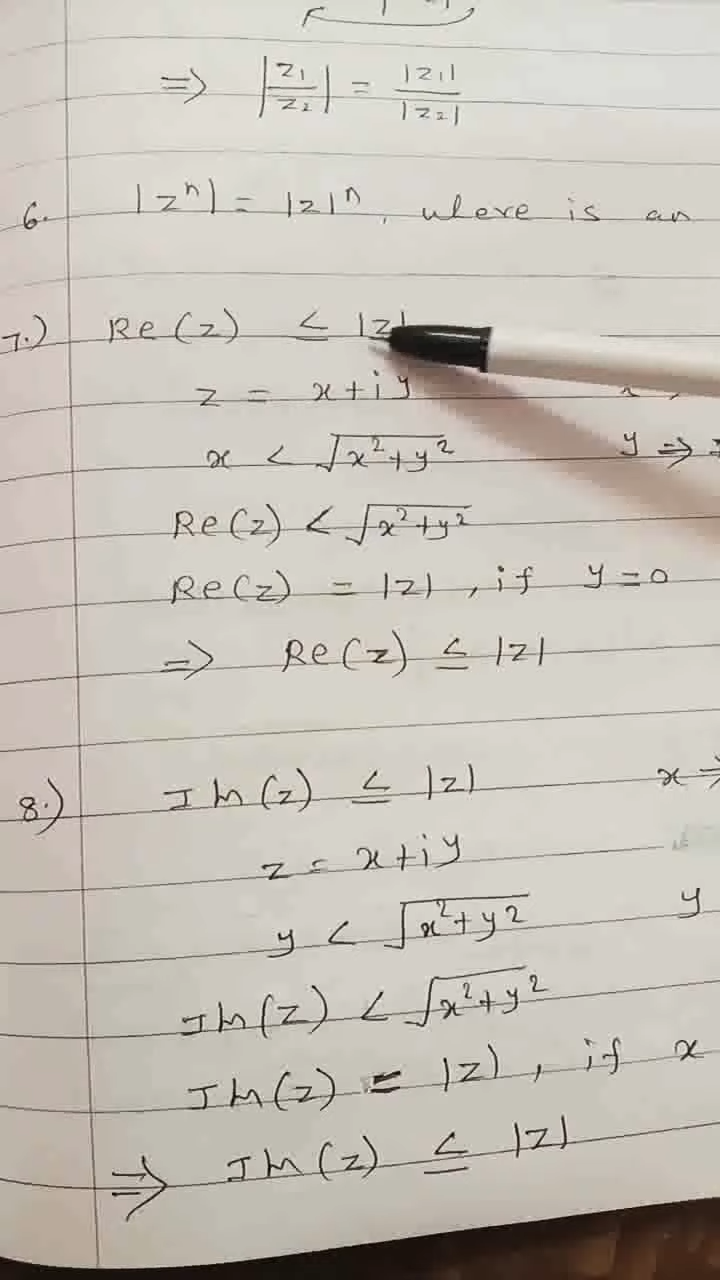 ⇒ |z₁/z₂| = |z₁|/|z₂|
6. |zⁿ| = |z|ⁿ, where is an
7.) Re(z) ≤ |z|
z = x+iy
x < √x²+y² y ⇒
Re(z) < √x²+y²
Re(z) = |z|, if y=0
⇒ Re(z) ≤ |z|
8.) Im(z) ≤ |z| x ⇒
z = x+iy
y < √x²+y² y
Im(z) < √x²+y²
Im(z) = |z|, if x
⇒ Im(z) ≤ |z|